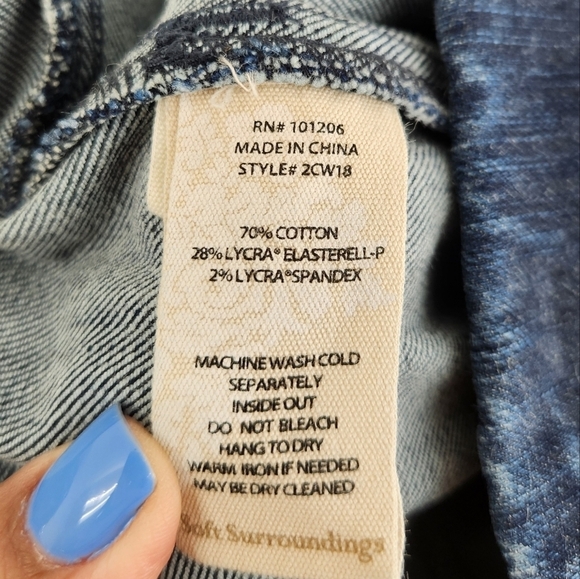 RN# 101206
MADE IN CHINA
STYLE# 2CW18
70% COTTON
28% LYCRA® ELASTERELL-P
2% LYCRA®SPANDEX
MACHINE WASH COLD
SEPARATELY
INSIDE OUT
DO NOT BLEACH
HANG TO DRY
WARM IRON IF NEEDED
MAY BE DRY CLEANED
Soft Surroundings